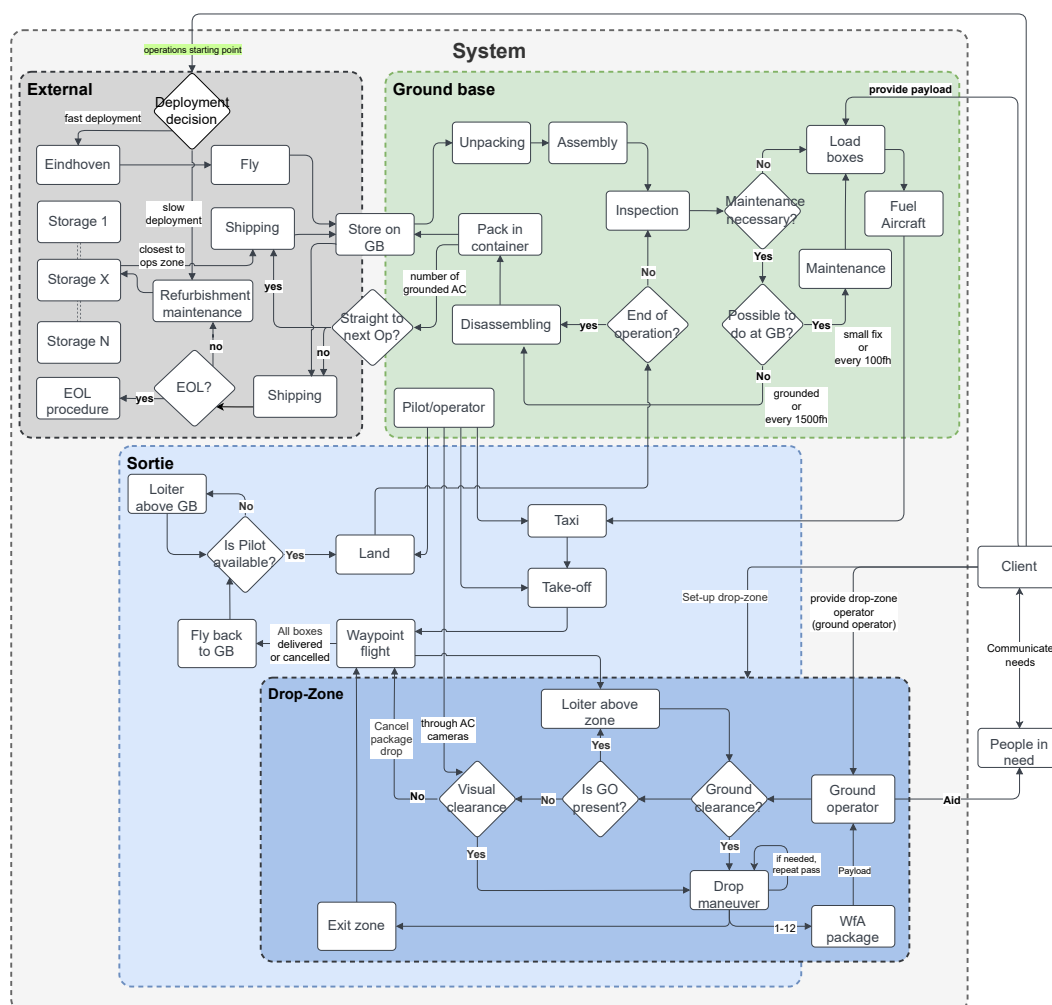 System
operations starting point
External
Deployment
decision
fast deployment
Eindhoven
Fly
Storage 1
slow
deployment
Shipping
closest to
ops zone
Storage X
Refurbishment
maintenance
yes
Storage N
no
EOL?
EOL
procedure
yes
Shipping
no
Straight to
next Op?
Store on
GB
number of
grounded AC
Ground base
provide payload
Unpacking
Assembly
Load
boxes
No
Inspection
Maintenance
necessary?
Fuel
Aircraft
Pack in
container
Yes
No
Maintenance
Disassembling
yes
End of
operation?
Possible to
do at GB?
Yes
small fix
or
every 100fh
No
grounded
or
every 1500fh
Pilot/operator
Sortie
Loiter
above GB
No
Is Pilot
available?
Yes
Land
Taxi
Take-off
Fly back
to GB
All boxes
delivered
or cancelled
Waypoint
flight
Set-up drop-zone
provide drop-zone
operator
(ground operator)
Client
Communicate
needs
People in
need
Drop-Zone
Loiter above
zone
Cancel
package
drop
through AC
cameras
Yes
No
Visual
clearance
No
Is GO
present?
Ground
clearance?
Ground
operator
Aid
Yes
Yes
if needed,
repeat pass
Drop
maneuver
Payload
Exit zone
1-12
WfA
package